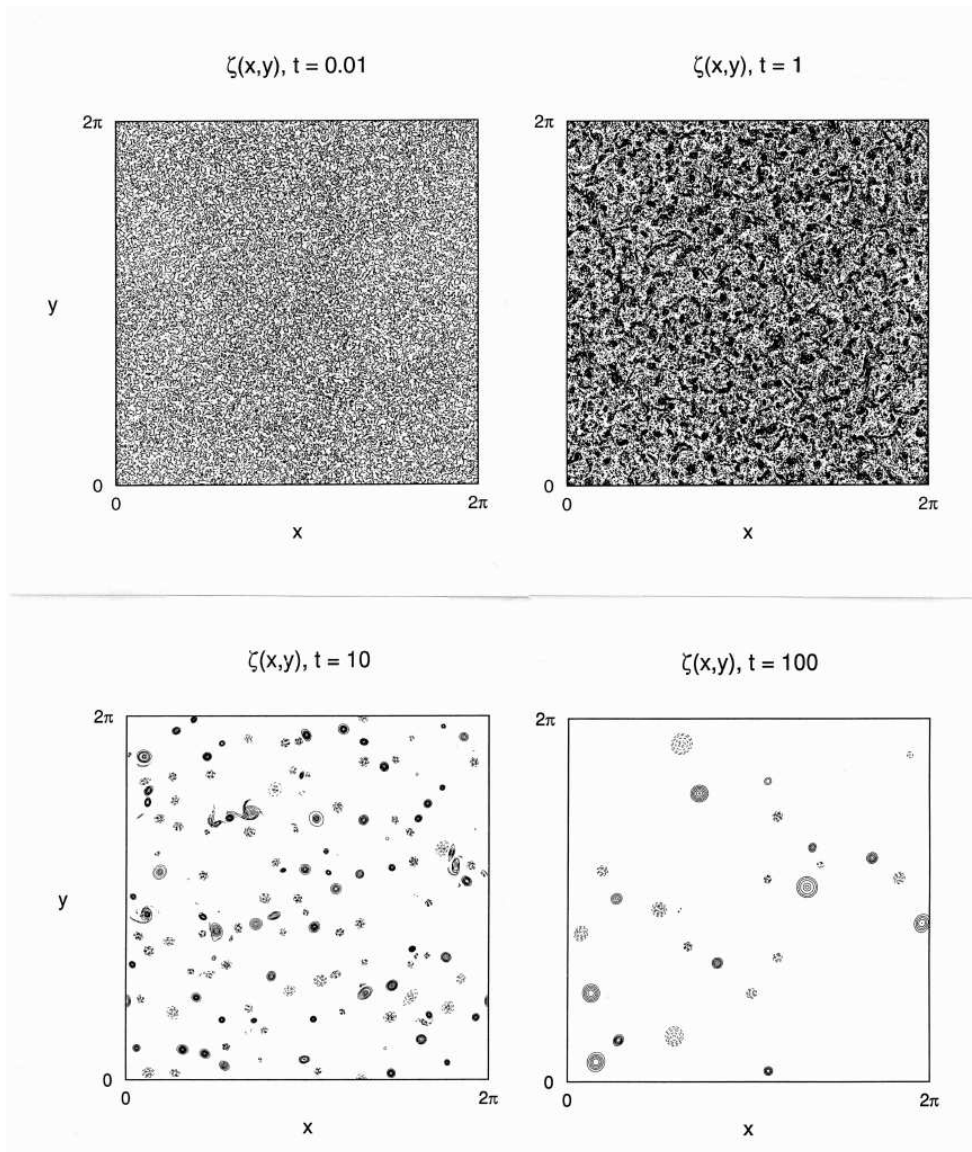 ζ(x,y), t = 0.01
ζ(x,y), t = 1
2π
y
0
0
2π
x
2π
0
0
2π
x
ζ(x,y), t = 10
ζ(x,y), t = 100
2π
y
0
0
2π
x
2π
0
0
2π
x